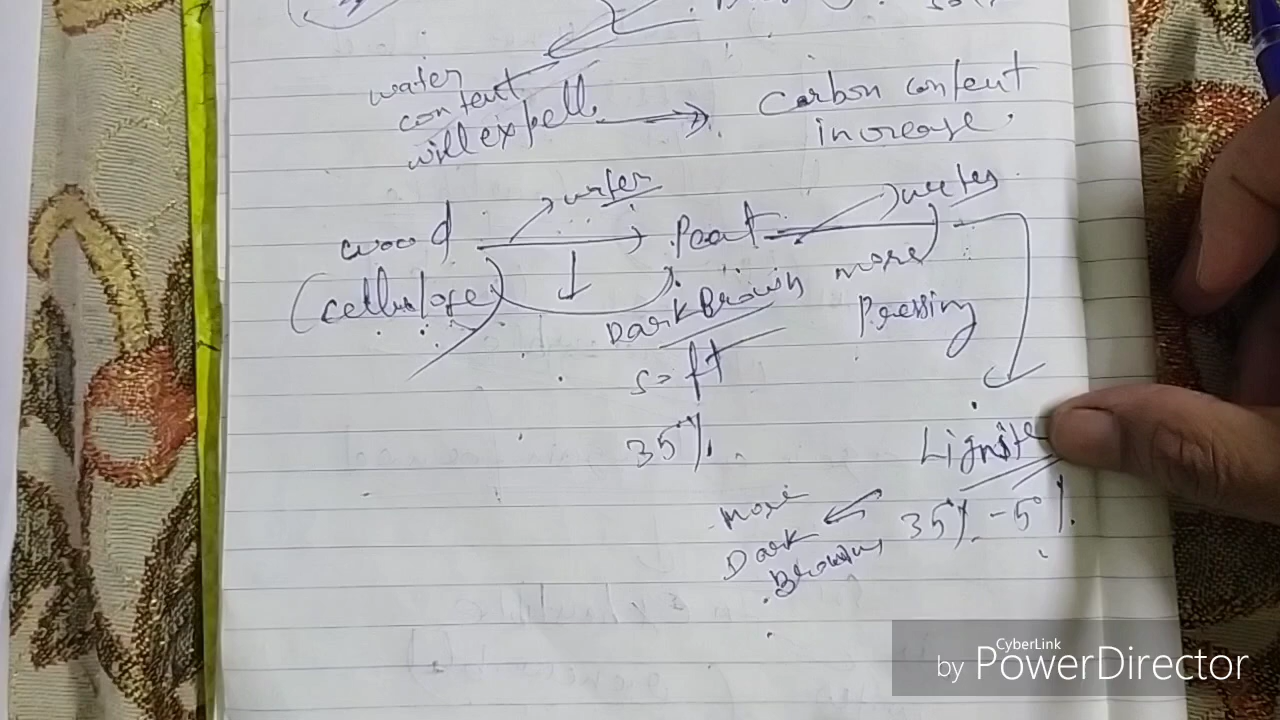 water
content
will expell
Carbon content
increase.
wood
water
Peat
water
(cellulose)
Dark Brown
more
Pressing
soft
35%.
Lignite
35% - 50%.
more
Dark
Brown
CyberLink
by PowerDirector